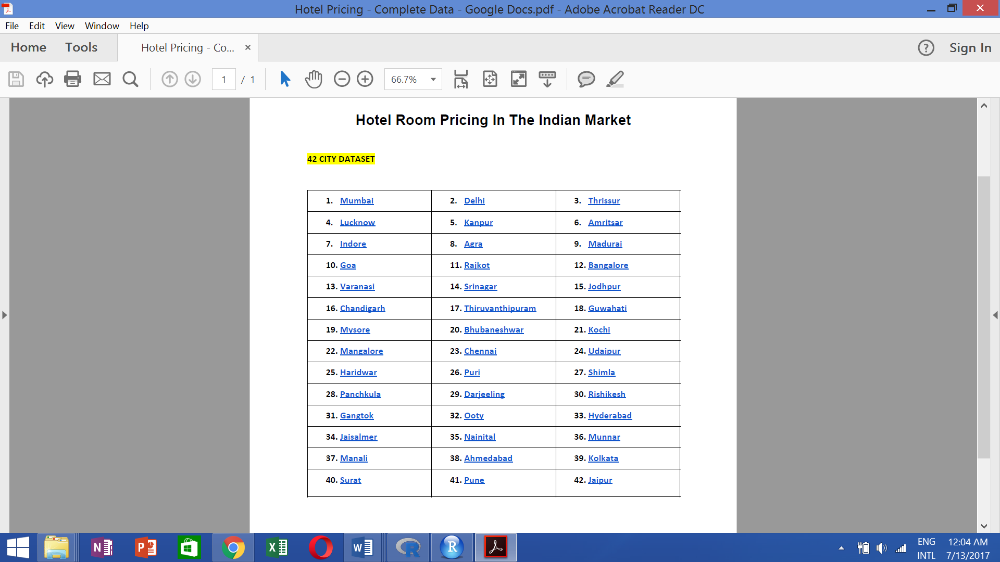 Hotel Pricing - Complete Data - Google Docs.pdf - Adobe Acrobat Reader DC
File Edit View Window Help
Home Tools Hotel Pricing - Co... × ? Sign In
1 / 1 66.7%
Hotel Room Pricing In The Indian Market
42 CITY DATASET
1. Mumbai 2. Delhi 3. Thrissur
4. Lucknow 5. Kanpur 6. Amritsar
7. Indore 8. Agra 9. Madurai
10. Goa 11. Rajkot 12. Bangalore
13. Varanasi 14. Srinagar 15. Jodhpur
16. Chandigarh 17. Thiruvanthipuram 18. Guwahati
19. Mysore 20. Bhubaneshwar 21. Kochi
22. Mangalore 23. Chennai 24. Udaipur
25. Haridwar 26. Puri 27. Shimla
28. Panchkula 29. Darjeeling 30. Rishikesh
31. Gangtok 32. Ooty 33. Hyderabad
34. Jaisalmer 35. Nainital 36. Munnar
37. Manali 38. Ahmedabad 39. Kolkata
40. Surat 41. Pune 42. Jaipur
N P X W R R
ENG 12:04 AM
INTL 7/13/2017